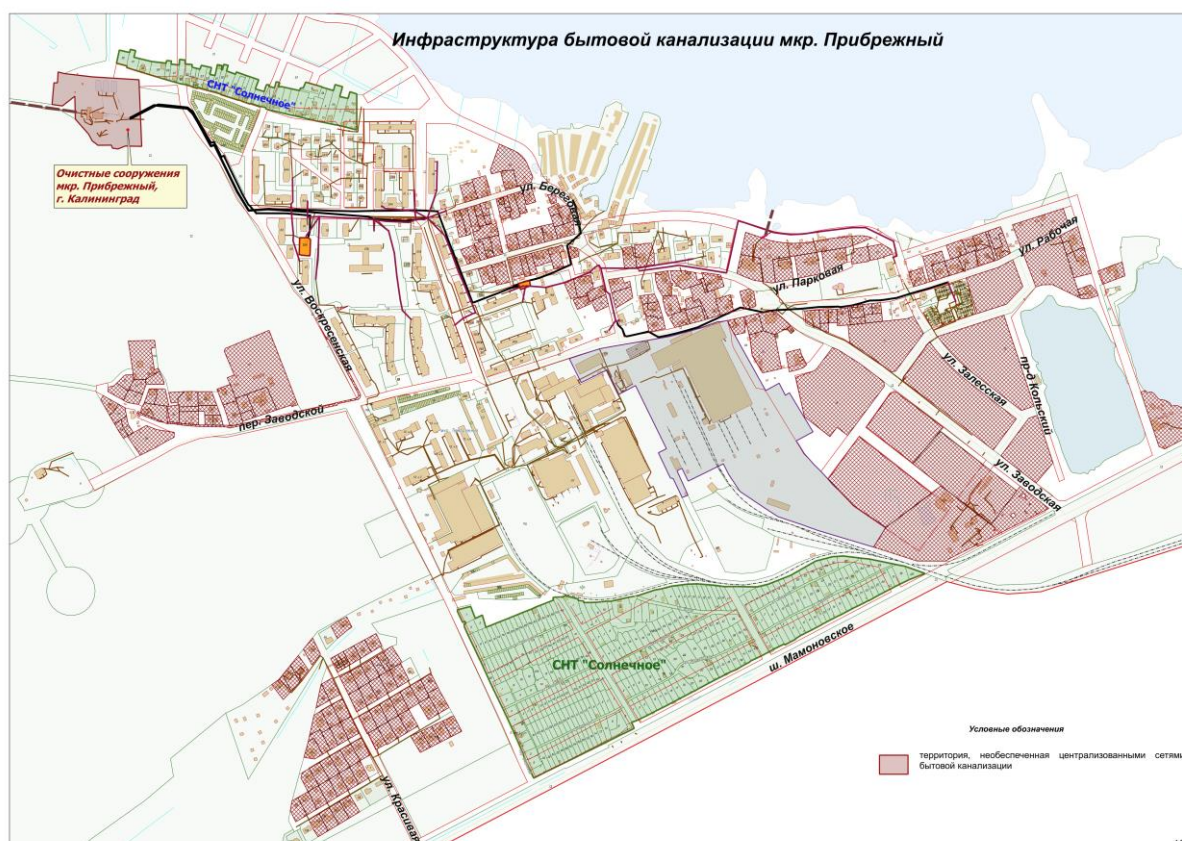 Инфраструктура бытовой канализации мкр. Прибрежный
СНТ "Солнечное"
Очистные сооружения
мкр. Прибрежный,
г. Калининград
ул. Береговая
ул. Рабочая
ул. Парковая
ул. Воскресенская
ул. Залесская
пр-д Кольский
пер. Заводской
ул. Заводская
СНТ "Солнечное"
ш. Мамоновское
ул. Красивая
Условные обозначения
территория, необеспеченная централизованными сетями
бытовой канализации